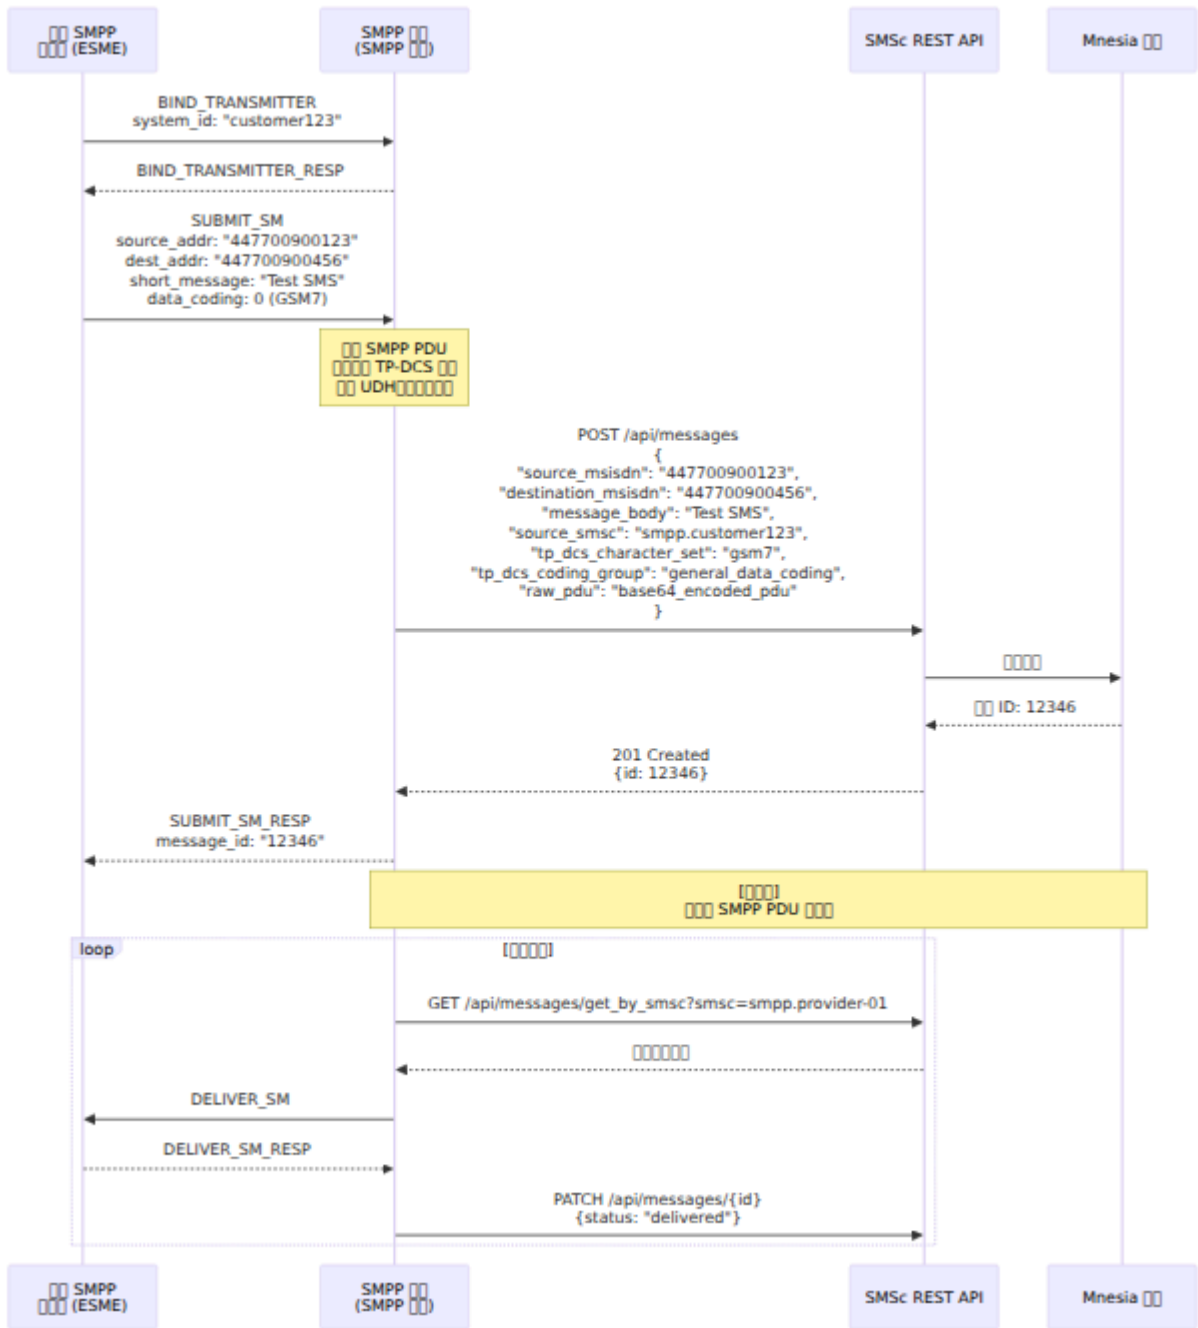 SMPP
(ESME)
SMPP
(SMPP
SMSc REST API
Mnesia
BIND_TRANSMITTER
system_id: "customer123"
BIND_TRANSMITTER_RESP
SUBMIT_SM
source_addr: "447700900123"
dest_addr: "447700900456"
short_message: "Test SMS"
data_coding: 0 (GSM7)
SMPP PDU
TP-DCS
UDH
POST /api/messages
{
"source_msisdn": "447700900123",
"destination_msisdn": "447700900456",
"message_body": "Test SMS",
"source_smsc": "smpp.customer123",
"tp_dcs_character_set": "gsm7",
"tp_dcs_coding_group": "general_data_coding",
"raw_pdu": "base64_encoded_pdu"
}
ID: 12346
201 Created
{id: 12346}
SUBMIT_SM_RESP
message_id: "12346"
SMPP PDU
loop
GET /api/messages/get_by_smsc?smsc=smpp.provider-01
DELIVER_SM
DELIVER_SM_RESP
PATCH /api/messages/{id}
{status: "delivered"}
SMPP
(ESME)
SMPP
(SMPP
SMSc REST API
Mnesia